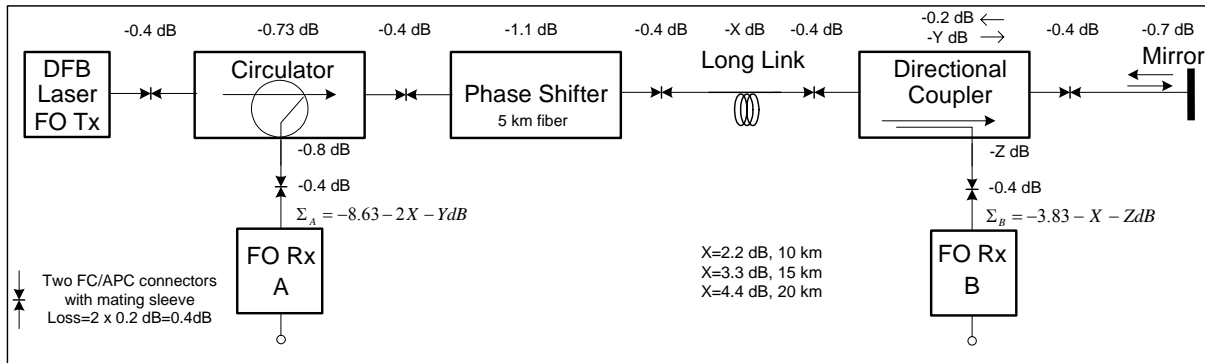 -0.2 dB
-0.4 dB -0.73 dB -0.4 dB -1.1 dB -0.4 dB -X dB -0.4 dB -Y dB -0.4 dB -0.7 dB
DFB
Laser
FO Tx
Circulator
Phase Shifter
5 km fiber
Long Link
Directional
Coupler
Mirror
-0.8 dB
-0.4 dB
-Z dB
-0.4 dB
Σ_A = -8.63 - 2X - YdB
Σ_B = -3.83 - X - ZdB
FO Rx
A
X=2.2 dB, 10 km
X=3.3 dB, 15 km
X=4.4 dB, 20 km
FO Rx
B
Two FC/APC connectors
with mating sleeve
Loss=2 x 0.2 dB=0.4dB